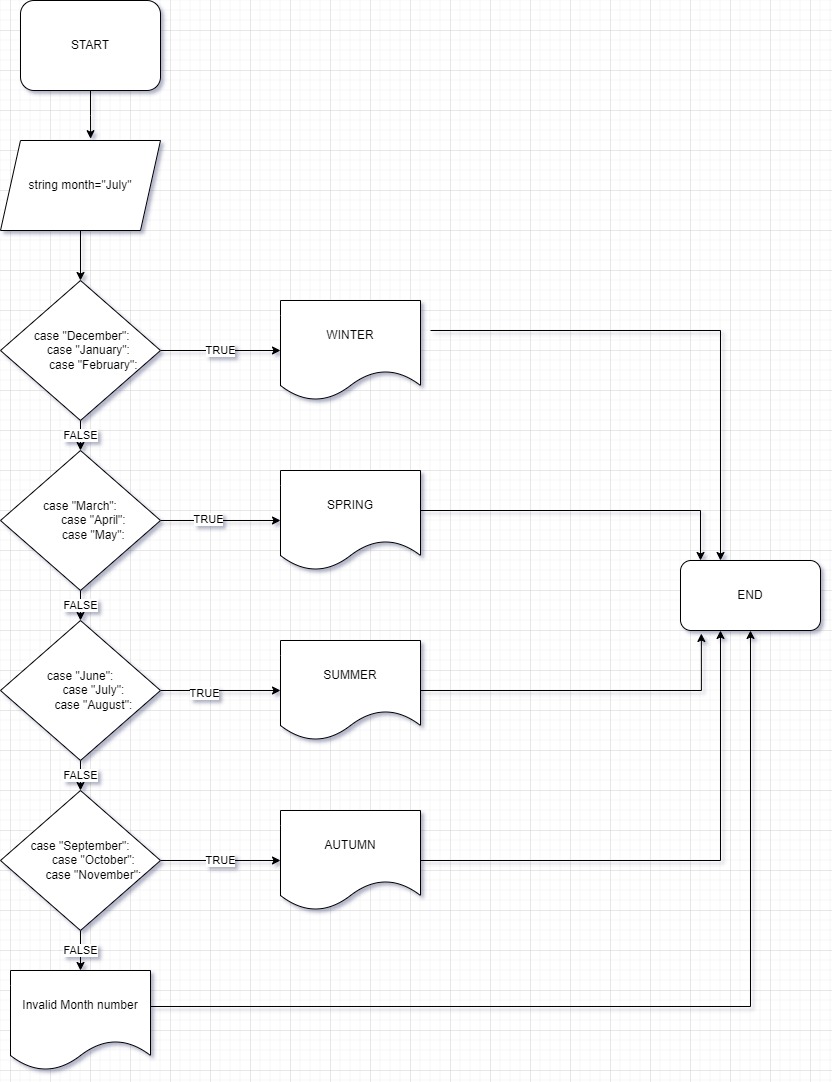 START
string month="July"
case "December":
case "January":
case "February":
TRUE
WINTER
FALSE
case "March":
case "April":
case "May":
TRUE
SPRING
END
FALSE
case "June":
case "July":
case "August":
TRUE
SUMMER
FALSE
case "September":
case "October":
case "November":
TRUE
AUTUMN
FALSE
Invalid Month number